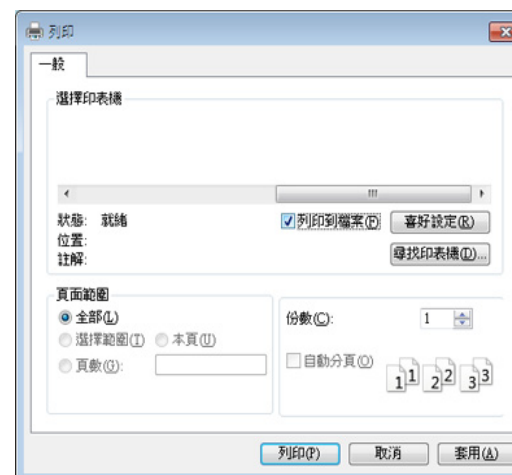 列印
一般
選擇印表機
狀態: 就緒
列印到檔案(F)
喜好設定(R)
位置:
註解:
尋找印表機(D)...
頁面範圍
全部(L)
選擇範圍(T) 本頁(U)
頁數(G):
份數(C): 1
自動分頁(O)
1 1 2 2 3 3
列印(P) 取消 套用(A)